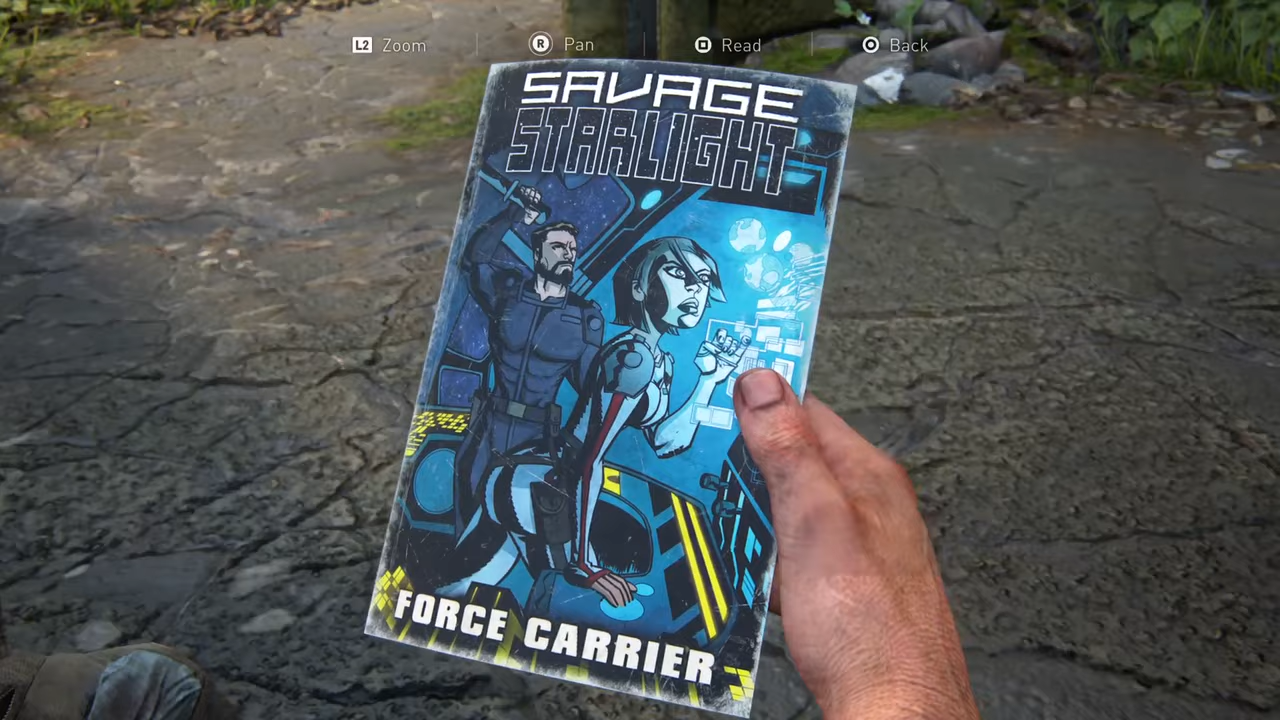 L2 Zoom
R Pan
Read
Back
SAVAGE
STARLIGHT
FORCE CARRIER